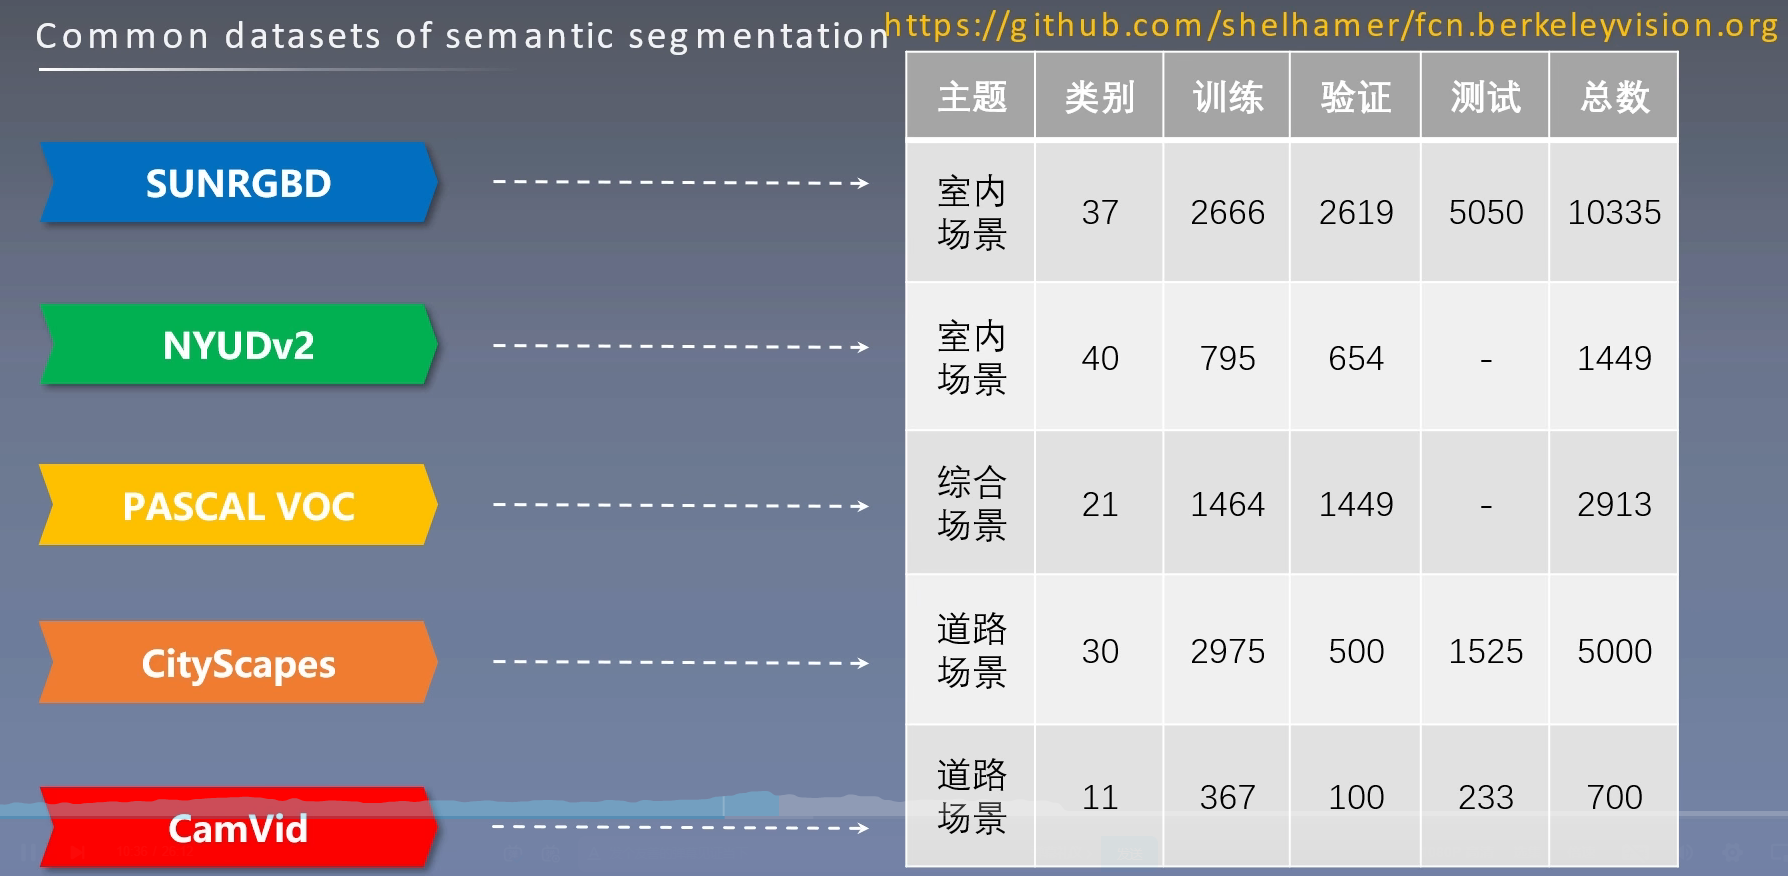 Common datasets of semantic segmentation
https://github.com/shelhamer/fcn.berkeleyvision.org
主题 类别 训练 验证 测试 总数
SUNRGBD
室内
场景
37 2666 2619 5050 10335
NYUDv2
室内
场景
40 795 654 - 1449
PASCAL VOC
综合
场景
21 1464 1449 - 2913
CityScapes
道路
场景
30 2975 500 1525 5000
CamVid
道路
场景
11 367 100 233 700